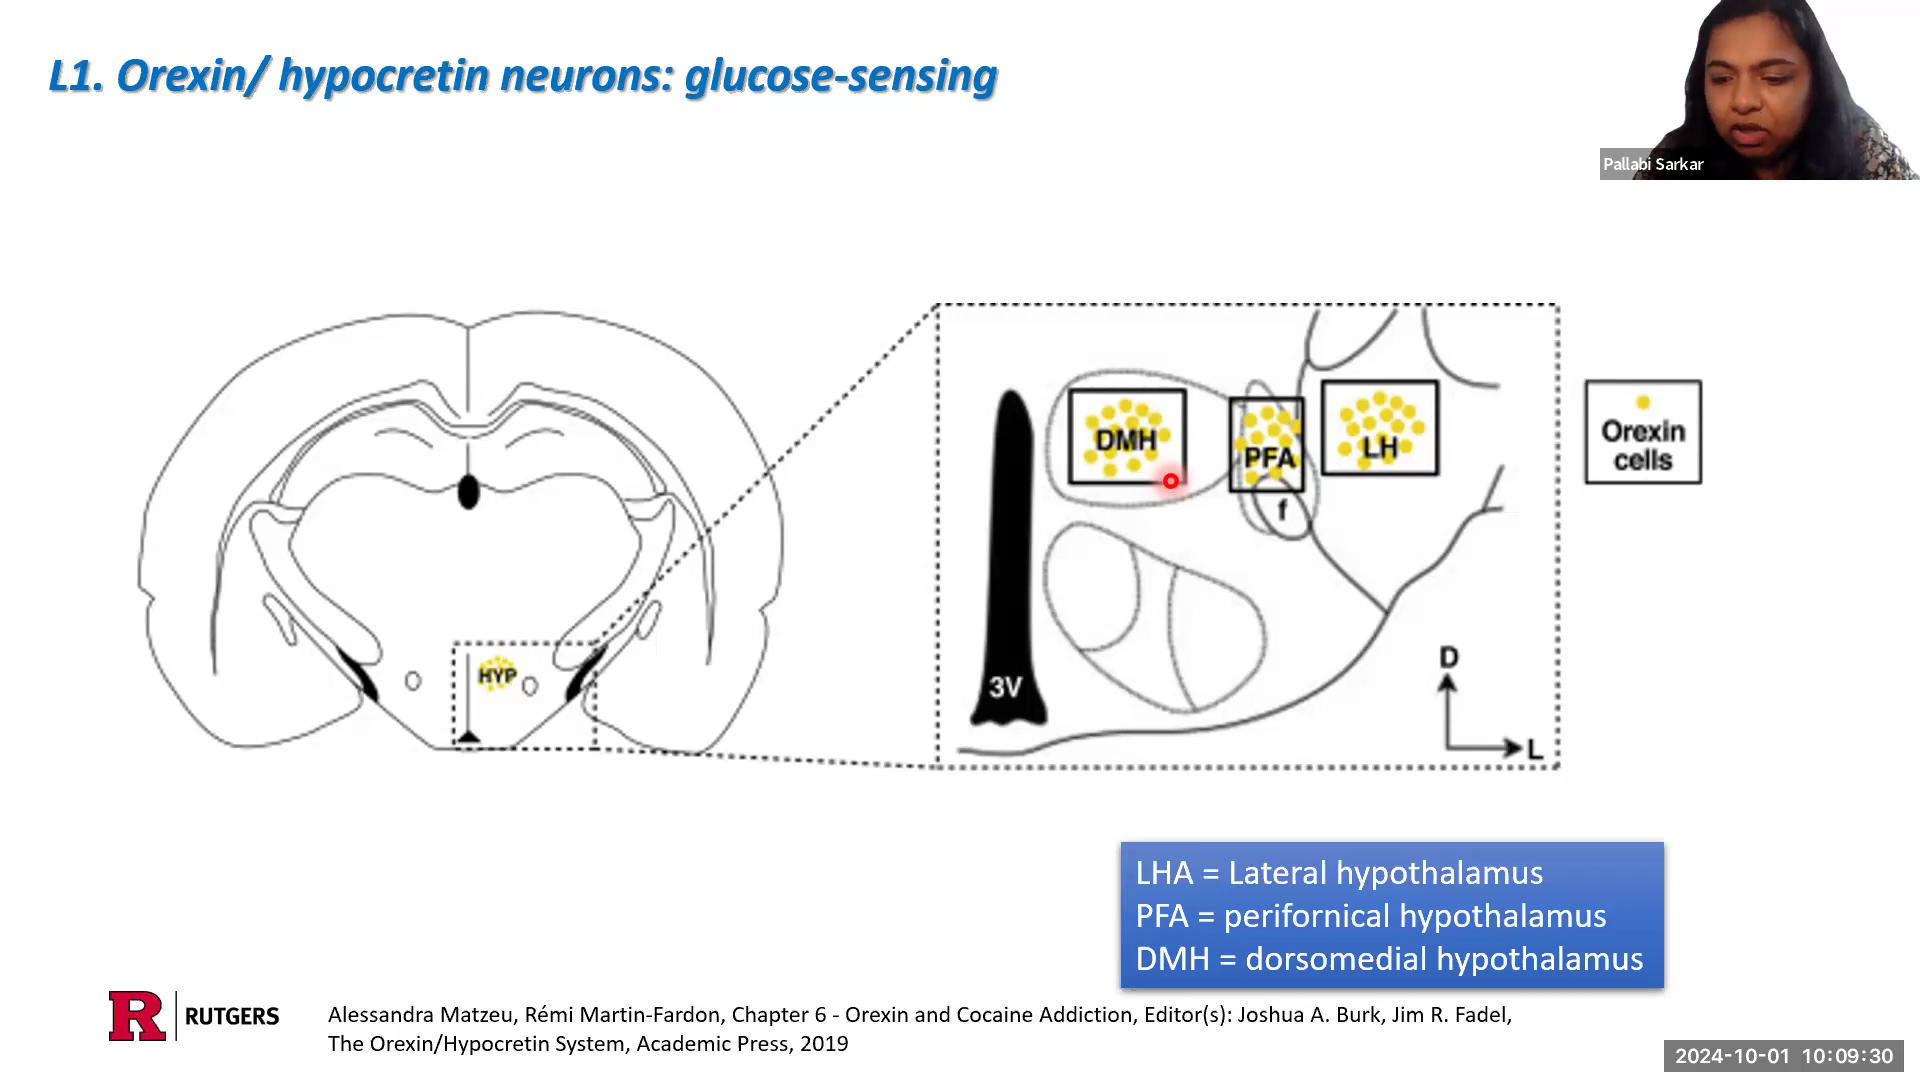 L1. Orexin/ hypocretin neurons: glucose-sensing
Pallabi Sarkar
HYP
DMH
PFA
LH
f
3V
D
L
Orexin
cells
LHA = Lateral hypothalamus
PFA = perifornical hypothalamus
DMH = dorsomedial hypothalamus
R RUTGERS
Alessandra Matzeu, Rémi Martin-Fardon, Chapter 6 - Orexin and Cocaine Addiction, Editor(s): Joshua A. Burk, Jim R. Fadel,
The Orexin/Hypocretin System, Academic Press, 2019
2024-10-01 10:09:30